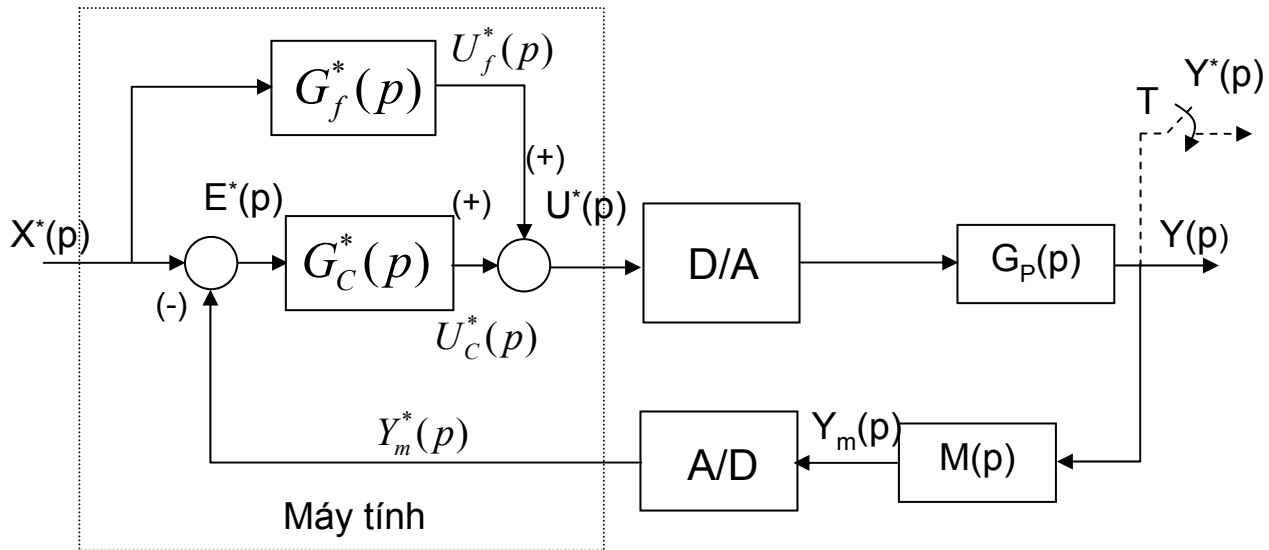 U*f(p)
G*f(p)
Y*(p)
T
(+)
E*(p)
(+)
U*(p)
X*(p)
G*C(p)
D/A
GP(p)
Y(p)
(-)
U*C(p)
Y*m(p)
A/D
Ym(p)
M(p)
Máy tính